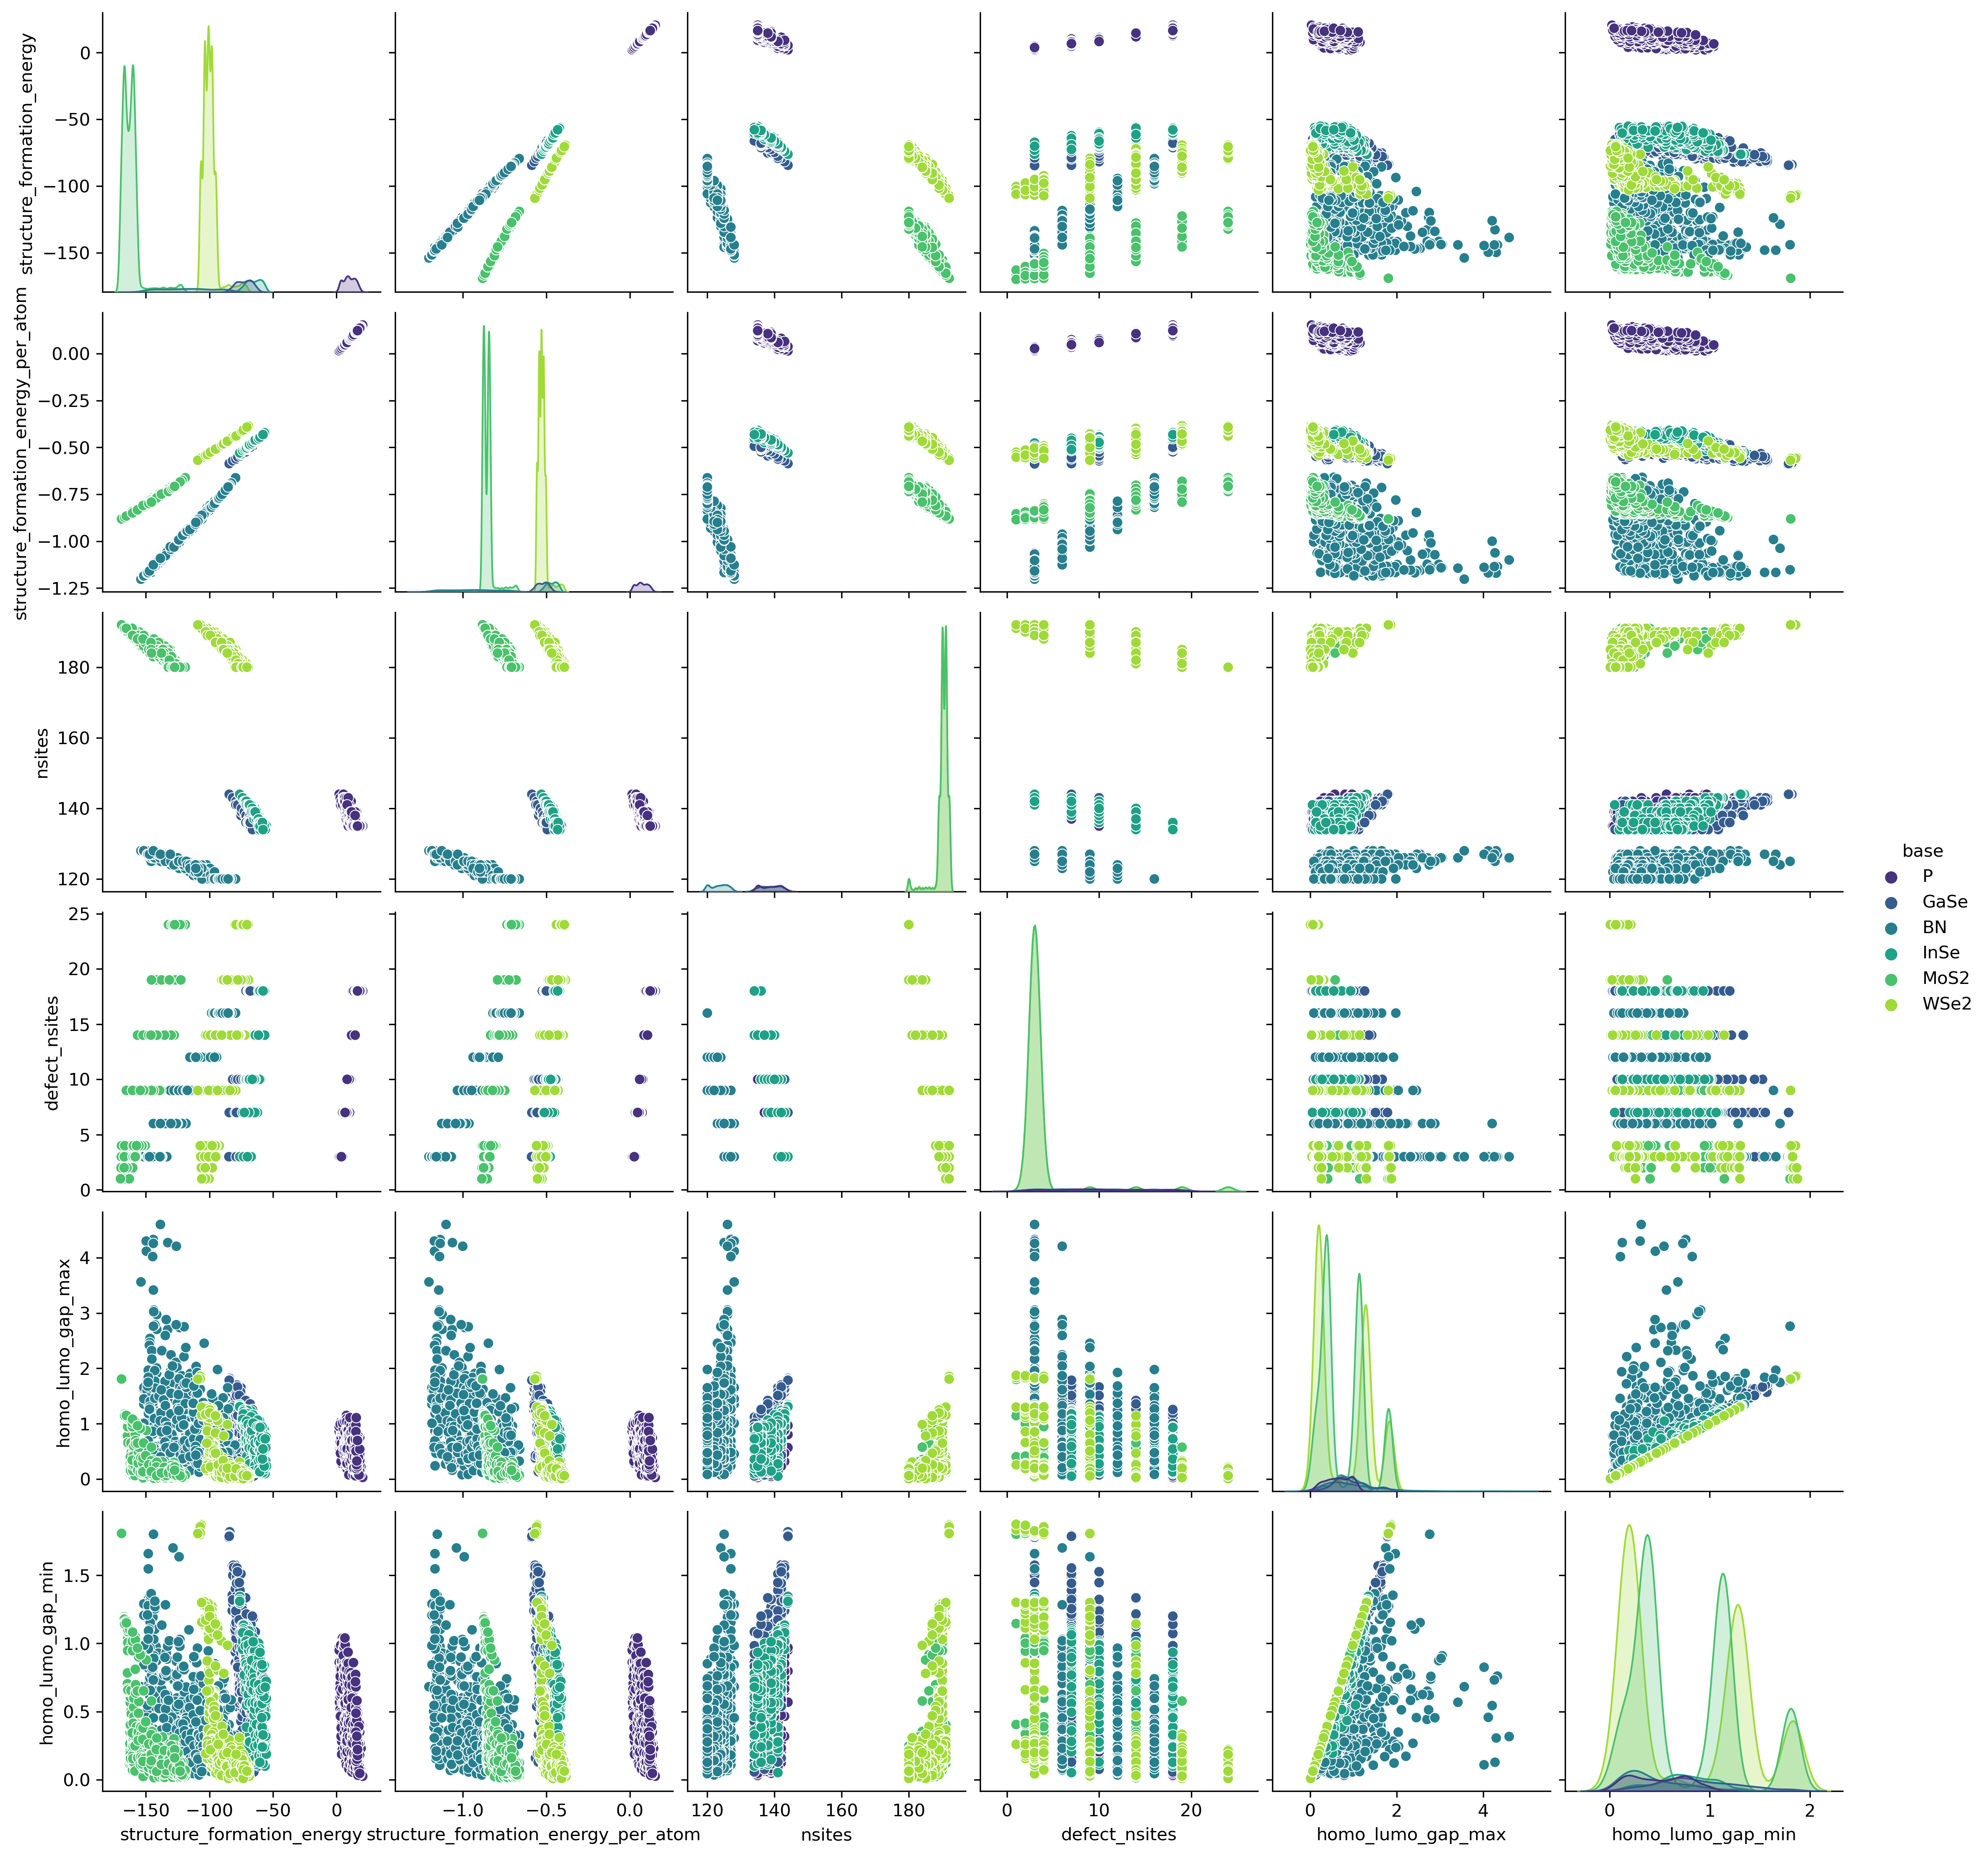 structure_formation_energy
0
−50
−100
−150
structure_formation_energy_per_atom
0.00
−0.25
−0.50
−0.75
−1.00
−1.25
nsites
180
160
140
120
defect_nsites
25
20
15
10
5
0
homo_lumo_gap_max
4
3
2
1
0
homo_lumo_gap_min
1.5
1.0
0.5
0.0
−150 −100 −50 0
structure_formation_energy
−1.0 −0.5 0.0
structure_formation_energy_per_atom
120 140 160 180
nsites
0 10 20
defect_nsites
0 2 4
homo_lumo_gap_max
0 1 2
homo_lumo_gap_min
base
P
GaSe
BN
InSe
MoS2
WSe2